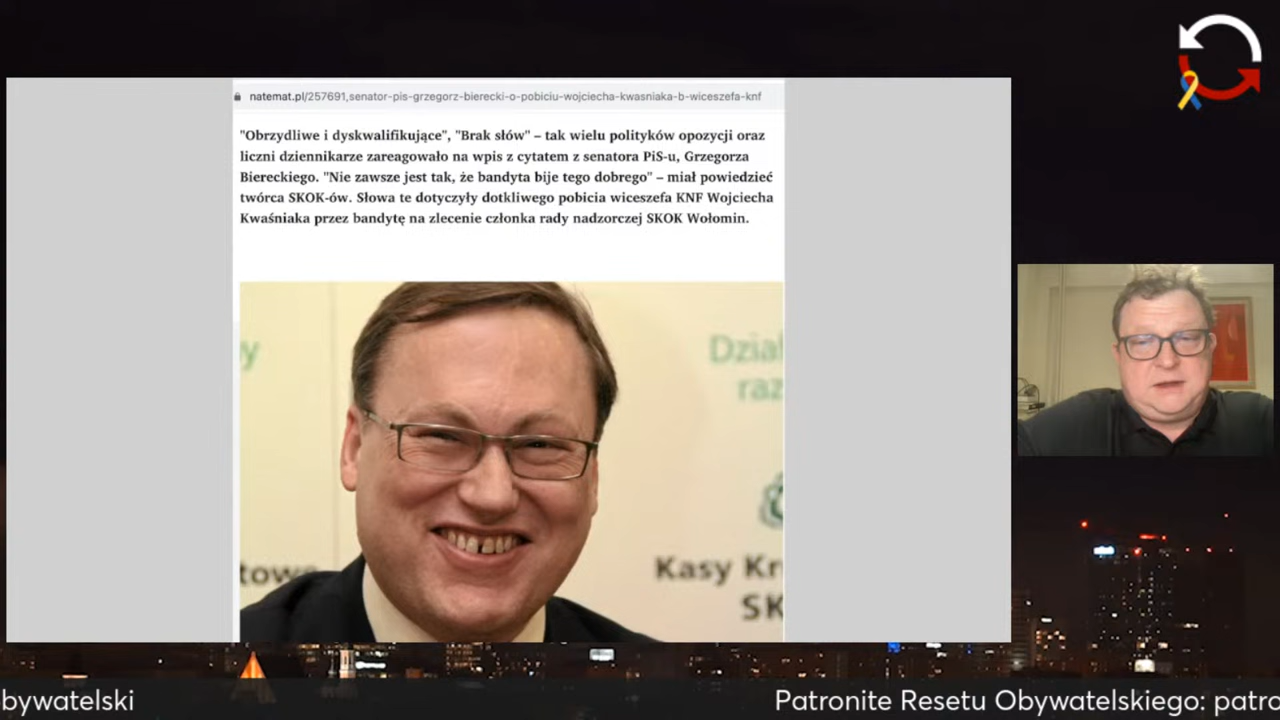 natemat.pl/257691,senator-pis-grzegorz-bierecki-o-pobiciu-wojciecha-kwasniaka-b-wiceszefa-knf
"Obrzydliwe i dyskwalifikujące", "Brak słów" – tak wielu polityków opozycji oraz
liczni dziennikarze zareagowało na wpis z cytatem z senatora PiS-u, Grzegorza
Biereckiego. "Nie zawsze jest tak, że bandyta bije tego dobrego" – miał powiedzieć
twórca SKOK-ów. Słowa te dotyczyły dotkliwego pobicia wiceszefa KNF Wojciecha
Kwaśniaka przez bandytę na zlecenie członka rady nadzorczej SKOK Wołomin.
y
Dział
raz
towe
Kasy Kr
SK
bywatelski
Patronite Resetu Obywatelskiego: patro